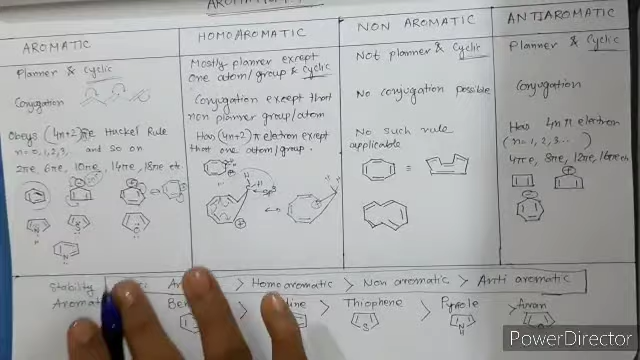 AROMATIC
Planner & Cyclic
Conjugation
Obeys (4n+2)πe Huckel Rule
n=0,1,2,3, and so on
2πe, 6πe, 10πe, 14πe, 18πe etc.
HOMOAROMATIC
Mostly planner except
one atom/group & Cyclic
Conjugation except that
non planner group/atom
Has (4n+2) π electron except
that one atom/group.
NON AROMATIC
Not planner & Cyclic
No conjugation possible
No such rule
applicable
ANTIAROMATIC
Planner & Cyclic
Conjugation
Has 4nπ electron
(n=1, 2, 3...)
4πe, 8πe, 12πe, 16πe etc
Stability
> Homoaromatic > Non aromatic > Anti aromatic
> Thiophene > Pyrrole >
PowerDirector